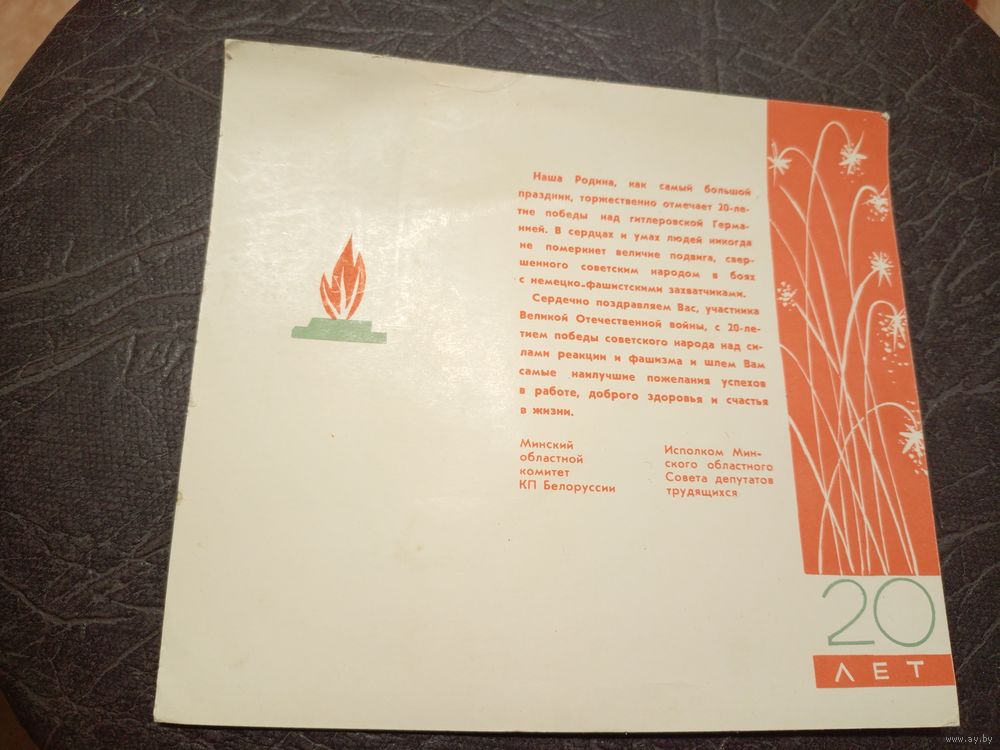 Наша Родина, как самый большой
праздник, торжественно отмечает 20-ле-
тие победы над гитлеровской Герма-
нией. В сердцах и умах людей никогда
не померкнет величие подвига, свер-
шенного советским народом в боях
с немецко-фашистскими захватчиками.
Сердечно поздравляем Вас, участника
Великой Отечественной войны, с 20-ле-
тием победы советского народа над си-
лами реакции и фашизма и шлем Вам
самые наилучшие пожелания успехов
в работе, доброго здоровья и счастья
в жизни.
Минский
областной
комитет
КП Белоруссии
Исполком Мин-
ского областного
Совета депутатов
трудящихся
20
ЛЕТ
www.ay.by